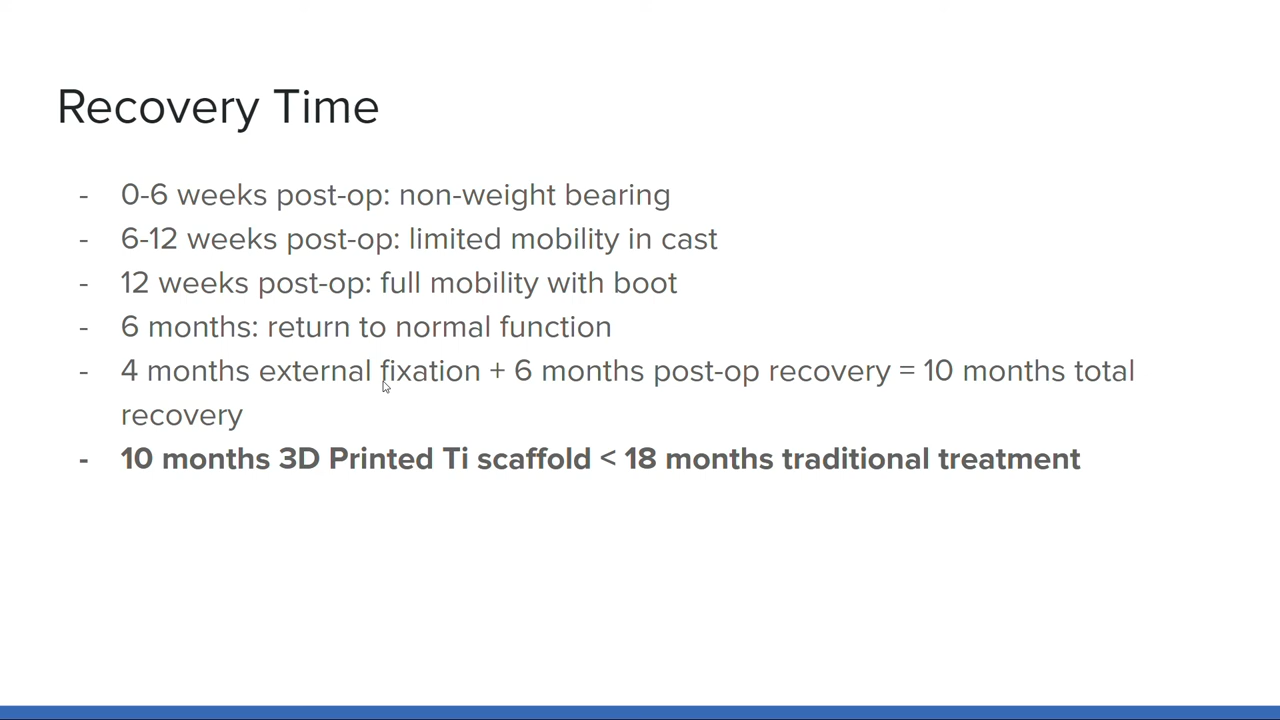 Recovery Time
- 0-6 weeks post-op: non-weight bearing
- 6-12 weeks post-op: limited mobility in cast
- 12 weeks post-op: full mobility with boot
- 6 months: return to normal function
- 4 months external fixation + 6 months post-op recovery = 10 months total
recovery
- 10 months 3D Printed Ti scaffold < 18 months traditional treatment